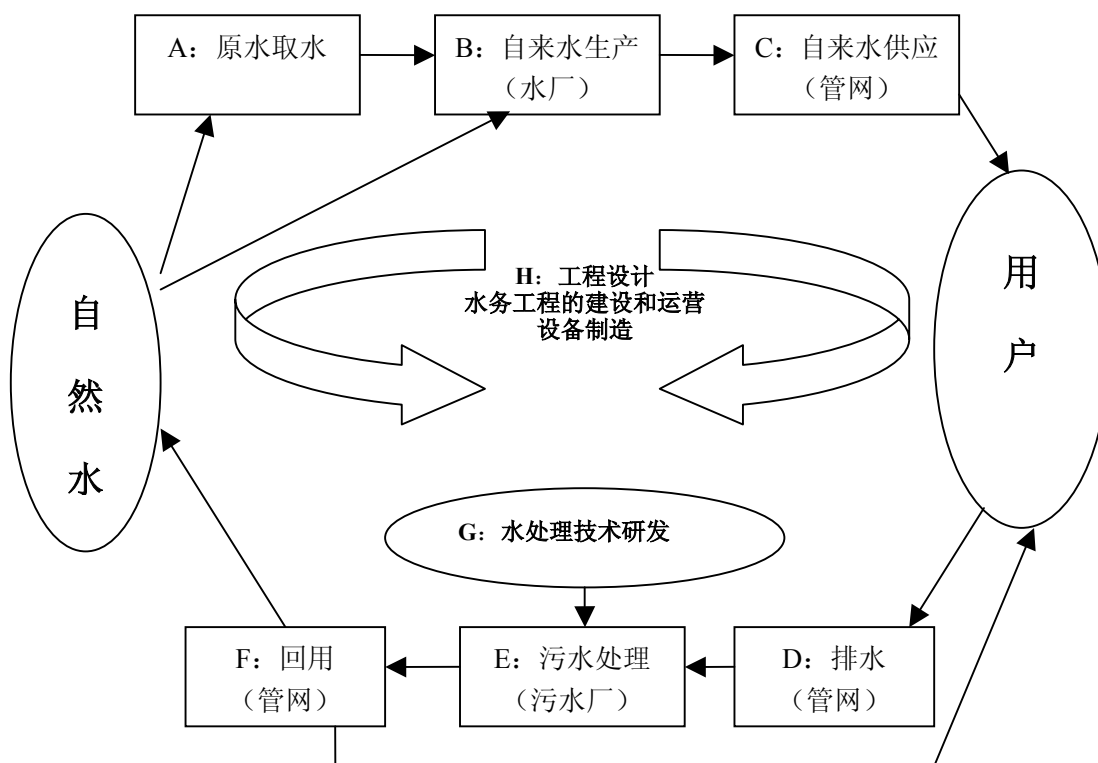 A：原水取水
B：自来水生产
（水厂）
C：自来水供应
（管网）
自
然
水
H：工程设计
水务工程的建设和运营
设备制造
用
户
G：水处理技术研发
F：回用
（管网）
E：污水处理
（污水厂）
D：排水
（管网）